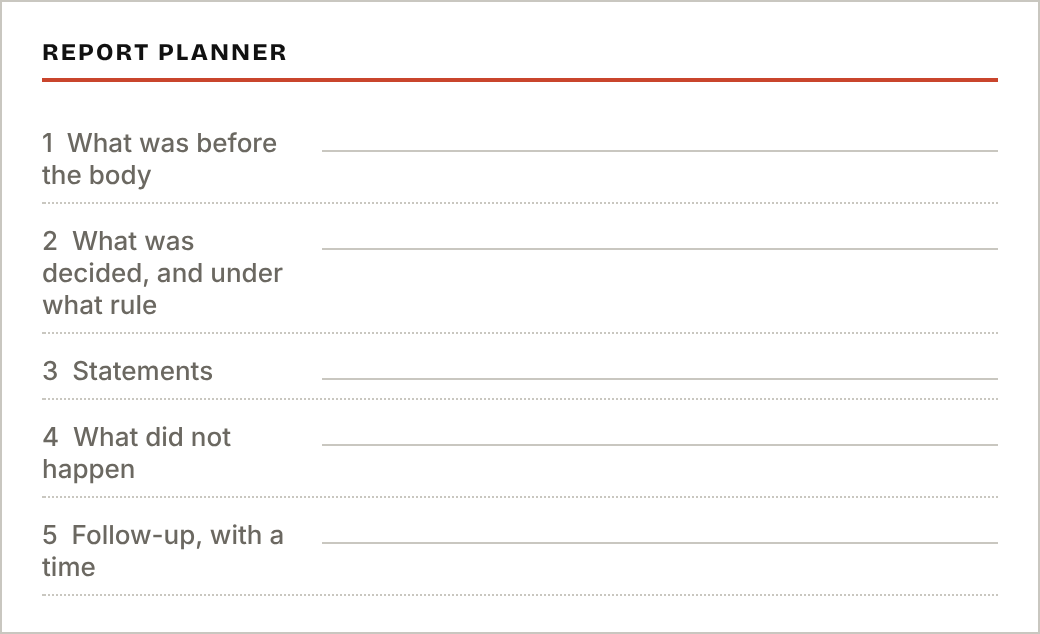 REPORT PLANNER
1 What was before
the body
2 What was
decided, and under
what rule
3 Statements
4 What did not
happen
5 Follow-up, with a
time